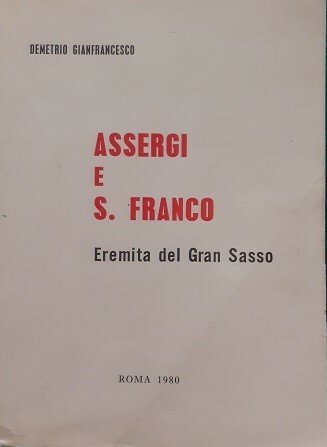 DEMETRIO GIANFRANCESCO
ASSERGI
E
S. FRANCO
Eremita del Gran Sasso
ROMA 1980